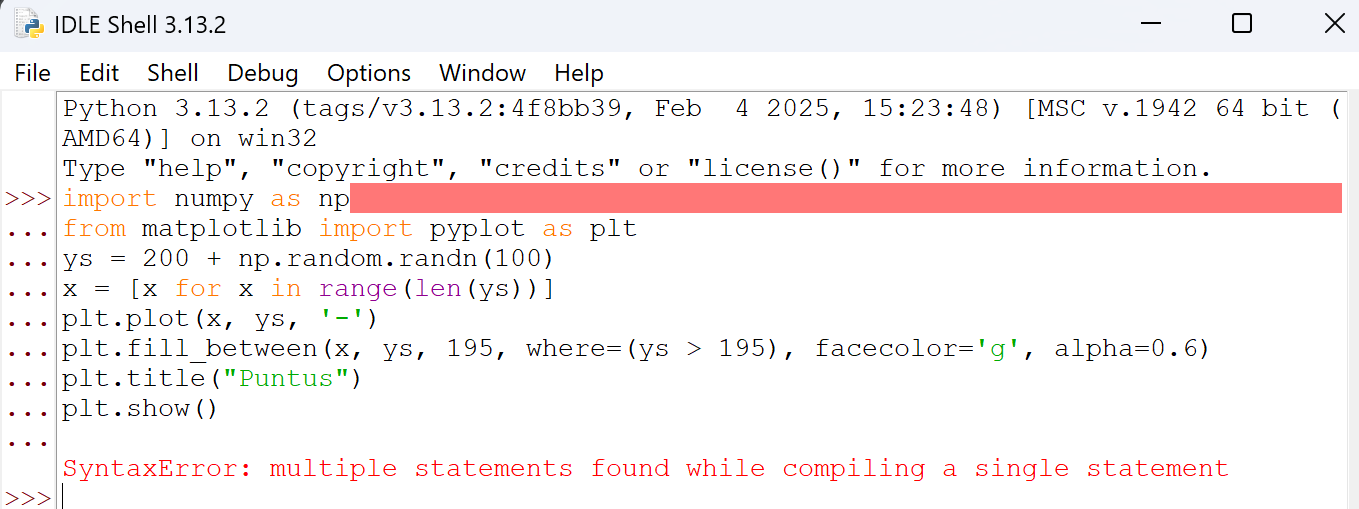 IDLE Shell 3.13.2
File Edit Shell Debug Options Window Help
Python 3.13.2 (tags/v3.13.2:4f8bb39, Feb  4 2025, 15:23:48) [MSC v.1942 64 bit (
AMD64)] on win32
Type "help", "copyright", "credits" or "license()" for more information.
>>> import numpy as np
... from matplotlib import pyplot as plt
... ys = 200 + np.random.randn(100)
... x = [x for x in range(len(ys))]
... plt.plot(x, ys, '-')
... plt.fill_between(x, ys, 195, where=(ys > 195), facecolor='g', alpha=0.6)
... plt.title("Puntus")
... plt.show()
...
SyntaxError: multiple statements found while compiling a single statement
>>>